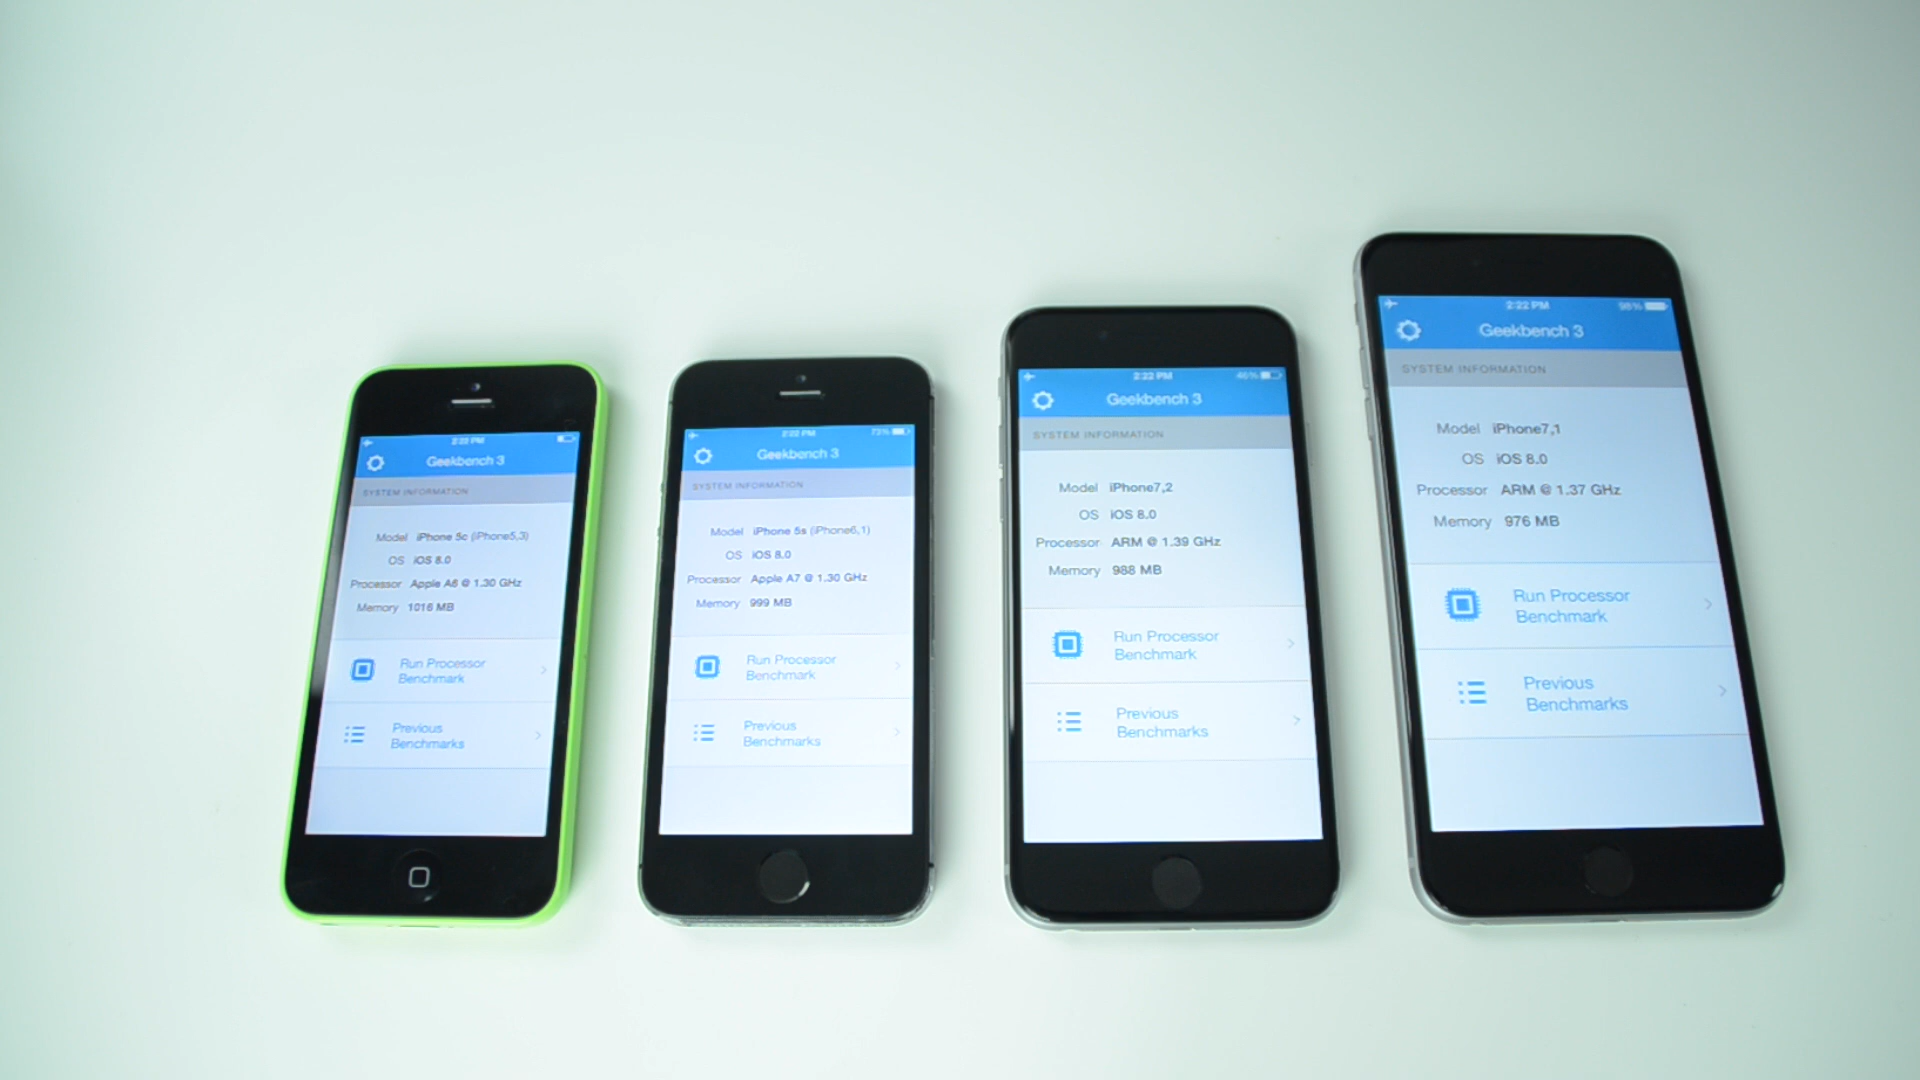 2:22 PM
Geekbench 3
SYSTEM INFORMATION
Model iPhone 5c (iPhone5,3)
OS iOS 8.0
Processor Apple A6 @ 1.30 GHz
Memory 1016 MB
Run Processor
Benchmark
Previous
Benchmarks
2:22 PM 73%
Geekbench 3
SYSTEM INFORMATION
Model iPhone 5s (iPhone6,1)
OS iOS 8.0
Processor Apple A7 @ 1.30 GHz
Memory 999 MB
Run Processor
Benchmark
Previous
Benchmarks
2:22 PM 46%
Geekbench 3
SYSTEM INFORMATION
Model iPhone7,2
OS iOS 8.0
Processor ARM @ 1.39 GHz
Memory 988 MB
Run Processor
Benchmark
Previous
Benchmarks
2:22 PM 98%
Geekbench 3
SYSTEM INFORMATION
Model iPhone7,1
OS iOS 8.0
Processor ARM @ 1.37 GHz
Memory 976 MB
Run Processor
Benchmark
Previous
Benchmarks